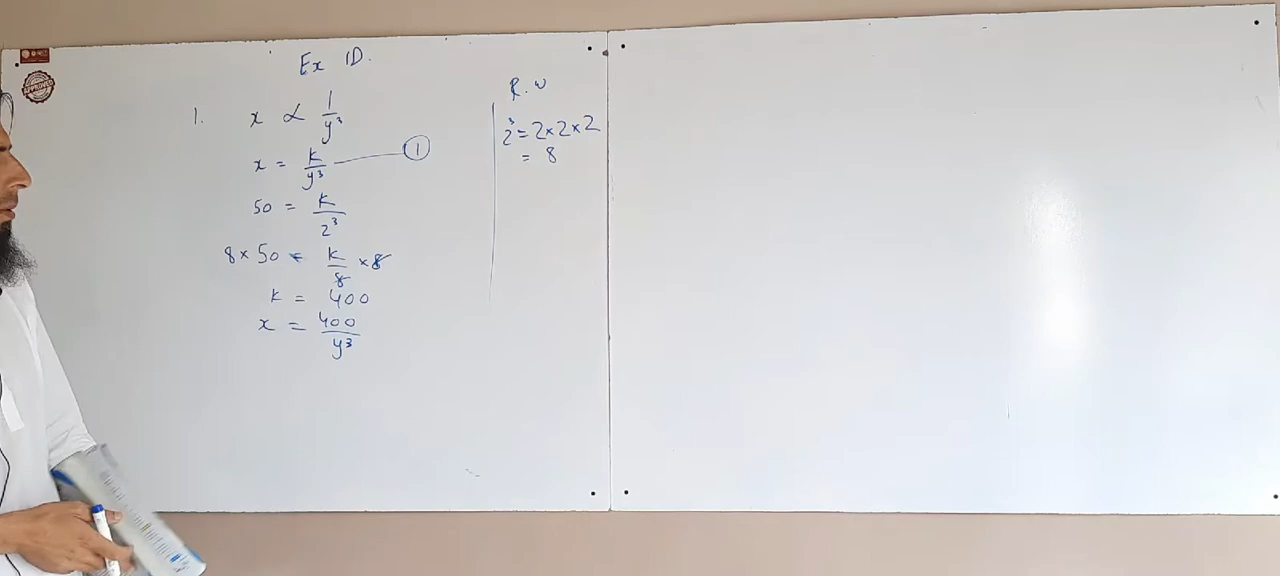 Ex 1D.
1. x ∝ 1/y³
x = k/y³ —— ①
50 = k/2³
8 × 50 = k/8 × 8
k = 400
x = 400/y³
R.W
2³ = 2×2×2
= 8
APPROVED